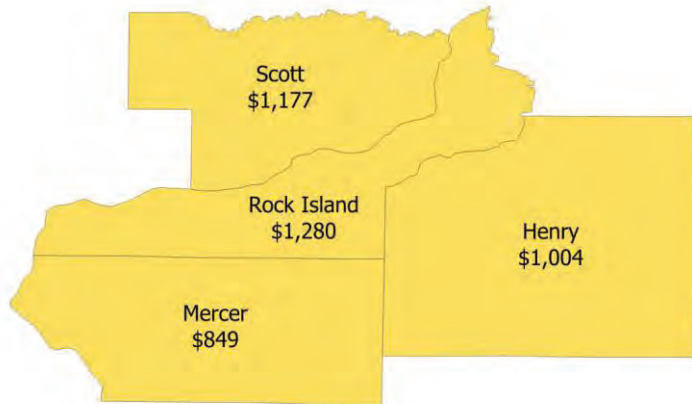 Scott
$1,177
Rock Island
$1,280
Henry
$1,004
Mercer
$849